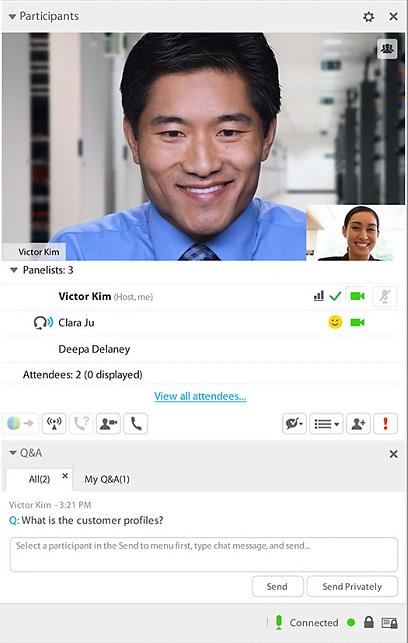 Participants
Victor Kim
Panelists: 3
Victor Kim (Host, me)
Clara Ju
Deepa Delaney
Attendees: 2 (0 displayed)
View all attendees...
Q&A
All(2)
My Q&A(1)
Victor Kim - 3:21 PM
Q: What is the customer profiles?
Select a participant in the Send to menu first, type chat message, and send...
Send
Send Privately
Connected